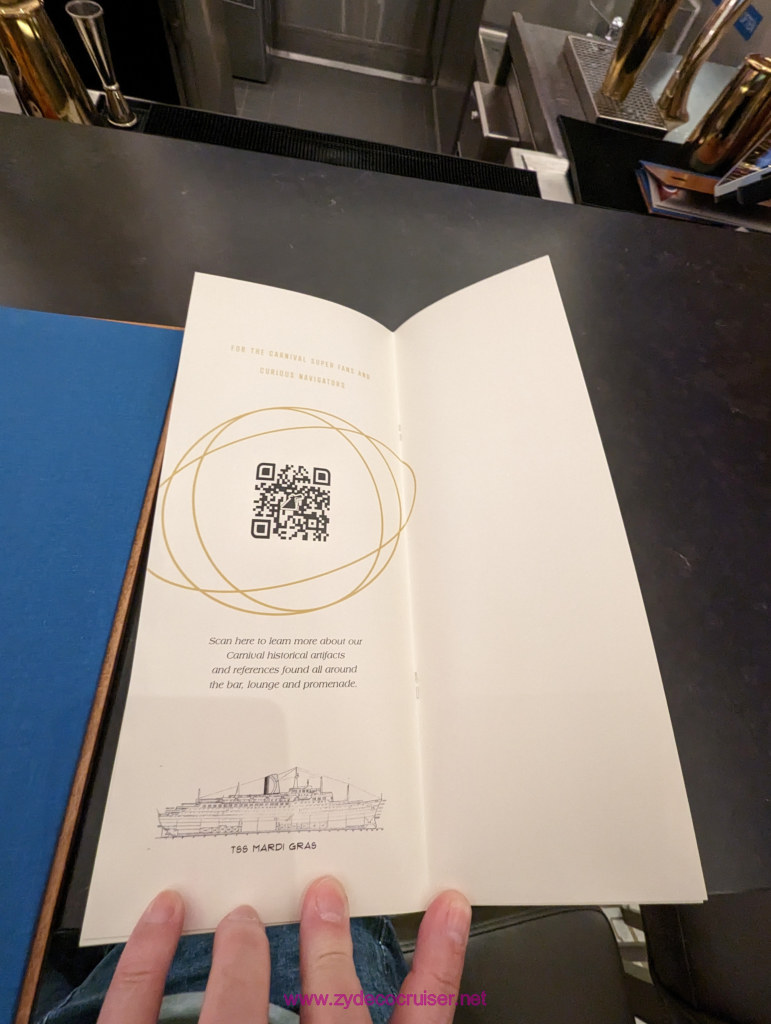 FOR THE CARNIVAL SUPER FANS AND
CURIOUS NAVIGATORS
Scan here to learn more about our
Carnival historical artifacts
and references found all around
the bar, lounge and promenade.
TSS MARDI GRAS
www.zydecocruiser.net